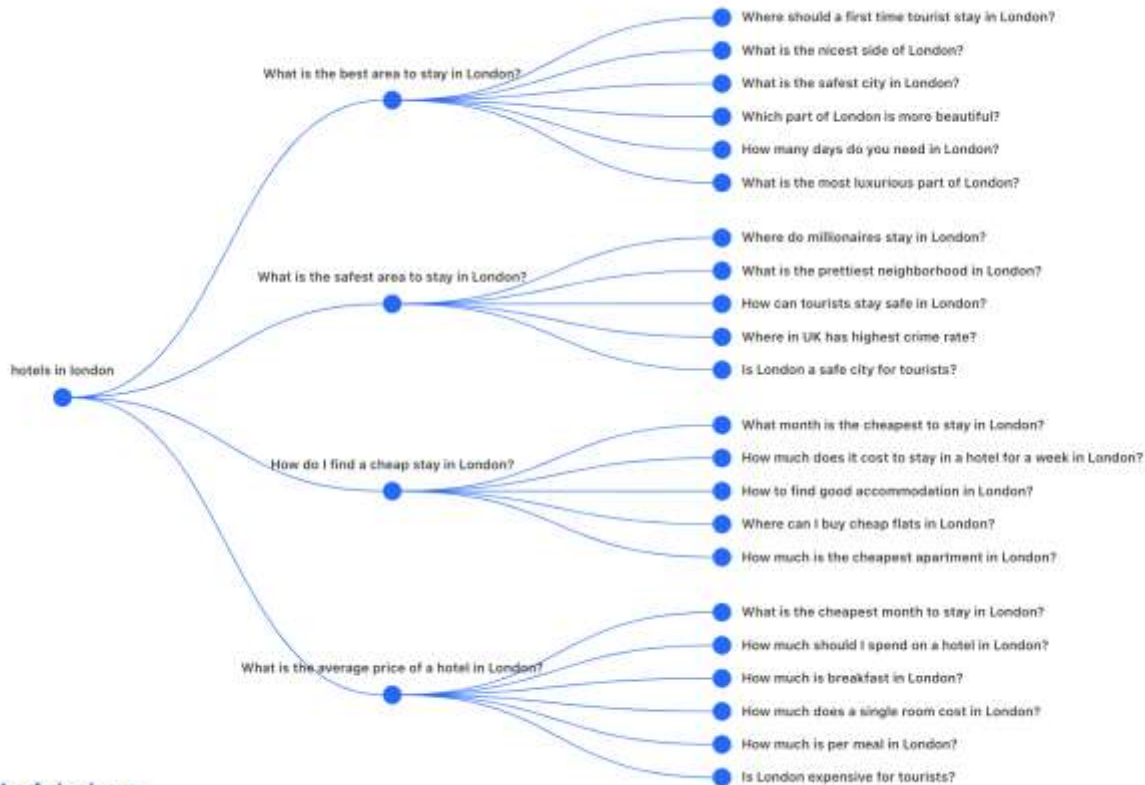 hotels in london
What is the best area to stay in London?
Where should a first time tourist stay in London?
What is the nicest side of London?
What is the safest city in London?
Which part of London is more beautiful?
How many days do you need in London?
What is the most luxurious part of London?
What is the safest area to stay in London?
Where do millionaires stay in London?
What is the prettiest neighborhood in London?
How can tourists stay safe in London?
Where in UK has highest crime rate?
Is London a safe city for tourists?
How do I find a cheap stay in London?
What month is the cheapest to stay in London?
How much does it cost to stay in a hotel for a week in London?
How to find good accommodation in London?
Where can I buy cheap flats in London?
How much is the cheapest apartment in London?
What is the average price of a hotel in London?
What is the cheapest month to stay in London?
How much should I spend on a hotel in London?
How much is breakfast in London?
How much does a single room cost in London?
How much is per meal in London?
Is London expensive for tourists?